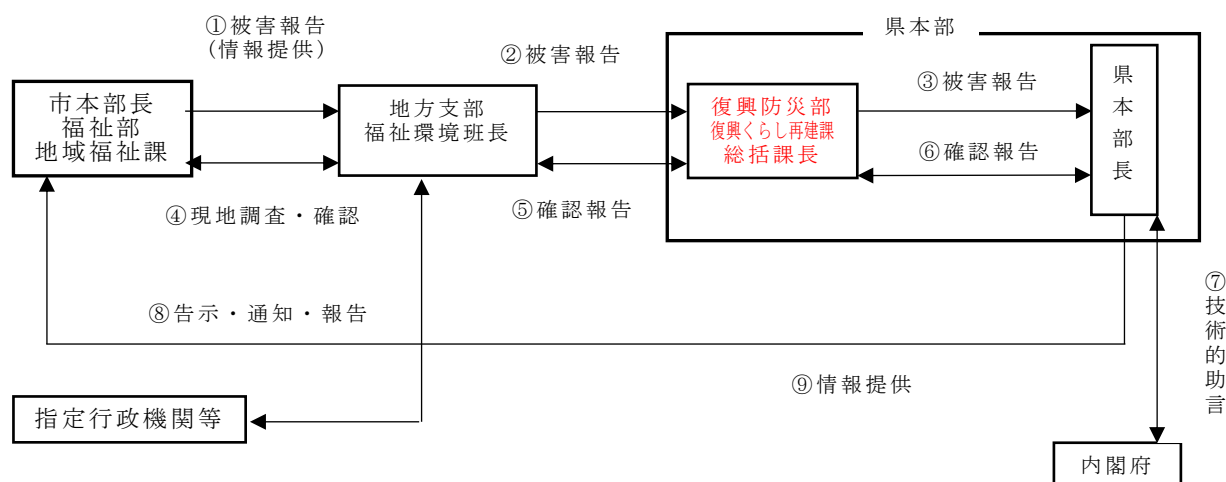 ①被害報告
(情報提供)
②被害報告
県本部
③被害報告
市本部長
福祉部
地域福祉課
地方支部
福祉環境班長
復興防災部
復興くらし再建課
総括課長
県本部長
④現地調査・確認
⑤確認報告
⑥確認報告
⑦技術的助言
⑧告示・通知・報告
⑨情報提供
指定行政機関等
内閣府